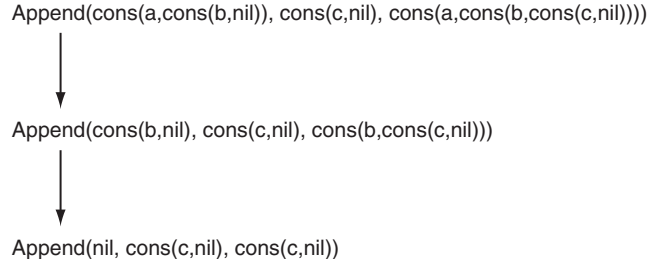 Append(cons(a,cons(b,nil)), cons(c,nil), cons(a,cons(b,cons(c,nil))))
Append(cons(b,nil), cons(c,nil), cons(b,cons(c,nil)))
Append(nil, cons(c,nil), cons(c,nil))